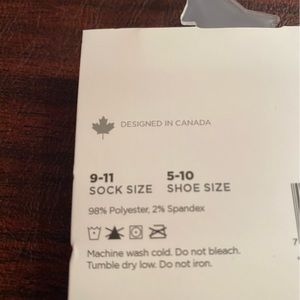 DESIGNED IN CANADA
9-11 5-10
SOCK SIZE SHOE SIZE
98% Polyester, 2% Spandex
Machine wash cold. Do not bleach.
Tumble dry low. Do not iron.
7